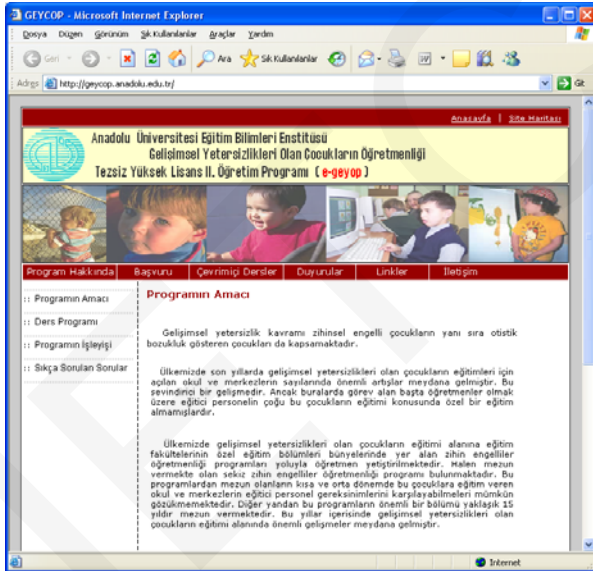 GEYCOP - Microsoft Internet Explorer
Dosya Düzen Görünüm Sık Kullanılanlar Araçlar Yardım
Geri Ara Sık Kullanılanlar
Adres http://geycop.anadolu.edu.tr/ Git
Anasayfa | Site Haritası
Anadolu Üniversitesi Eğitim Bilimleri Enstitüsü
Gelişimsel Yetersizlikleri Olan Çocukların Öğretmenliği
Tezsiz Yüksek Lisans II. Öğretim Programı ( e-geyop )
Program Hakkında Başvuru Çevrimiçi Dersler Duyurular Linkler İletişim
:: Programın Amacı
:: Ders Programı
:: Programın İşleyişi
:: Sıkça Sorulan Sorular
Programın Amacı
Gelişimsel yetersizlik kavramı zihinsel engelli çocukların yanı sıra otistik
bozukluk gösteren çocukları da kapsamaktadır.
Ülkemizde son yıllarda gelişimsel yetersizlikleri olan çocukların eğitimleri için
açılan okul ve merkezlerin sayılarında önemli artışlar meydana gelmiştir. Bu
sevindirici bir gelişmedir. Ancak buralarda görev alan başta öğretmenler olmak
üzere eğitici personelin çoğu bu çocukların eğitimi konusunda özel bir eğitim
almamışlardır.
Ülkemizde gelişimsel yetersizlikleri olan çocukların eğitimi alanına eğitim
fakültelerinin özel eğitim bölümleri bünyelerinde yer alan zihin engelliler
öğretmenliği programları yoluyla öğretmen yetiştirilmektedir. Halen mezun
vermekte olan sekiz zihin engelliler öğretmenliği programı bulunmaktadır. Bu
programlardan mezun olanların kısa ve orta dönemde bu çocuklara eğitim veren
okul ve merkezlerin eğitici personel gereksinimlerini karşılayabilmeleri mümkün
gözükmemektedir. Diğer yandan bu programların önemli bir bölümü yaklaşık 15
yıldır mezun vermektedir. Bu yıllar içerisinde gelişimsel yetersizlikleri olan
çocukların eğitimi alanında önemli gelişmeler meydana gelmiştir.
Internet